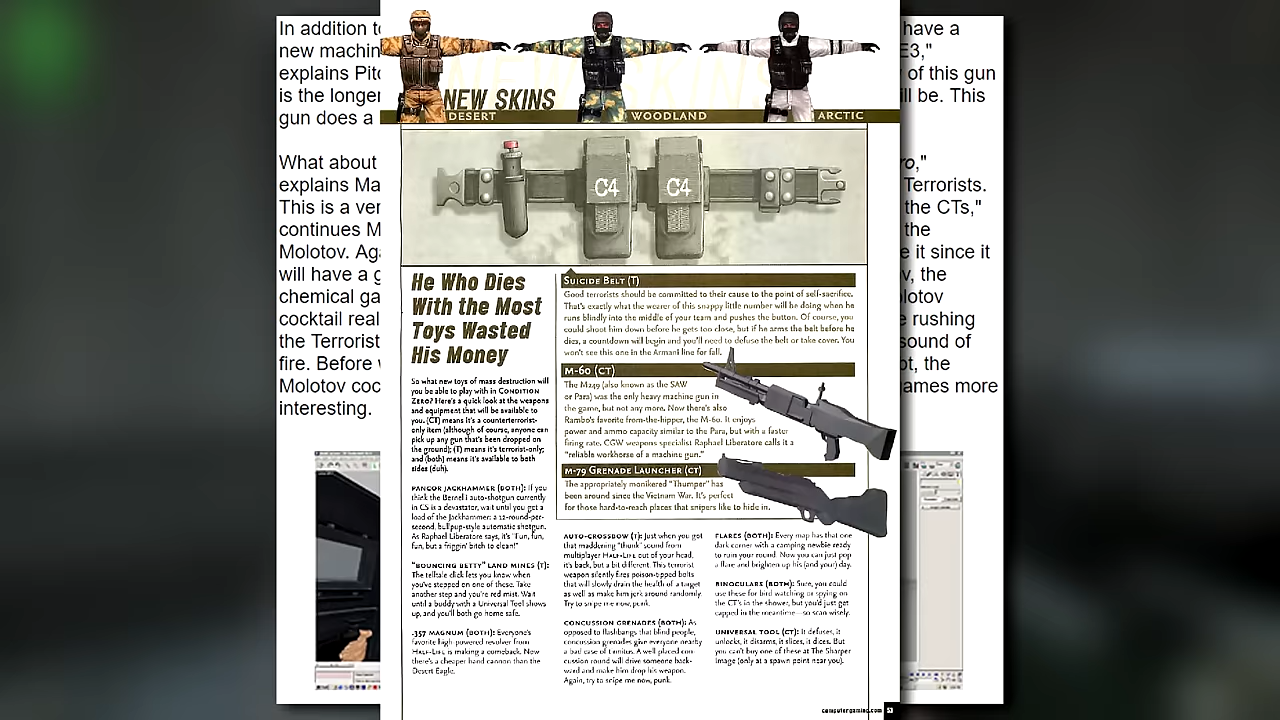 In addition to
new machin
explains Pitc
is the longer
gun does a
What about
explains Ma
This is a ver
continues M
Molotov. Aga
will have a g
chemical ga
cocktail real
the Terrorist
fire. Before w
Molotov coc
interesting.
NEW SKINS
DESERT
WOODLAND
ARCTIC
C4 C4
He Who Dies
With the Most
Toys Wasted
His Money
So what new toys of mass destruction will
you be able to play with in CONDITION
ZERO? Here's a quick look at the weapons
and equipment that will be available to
you. (CT) means it's a counterterrorist-
only item (although of course, anyone can
pick up any gun that's been dropped on
the ground); (T) means it's terrorist-only;
and (both) means it's available to both
sides (duh).
PANCOR JACKHAMMER (BOTH): If you
think the Bernelli autoshotgun currently
in CS is a devastator, wait until you get a
load of the Jackhammer: a 12-round-per-
second, bullpup-style automatic shotgun.
As Raphael Liberatore says, it's "Fun, fun,
fun, but a friggin' bitch to clean!"
"BOUNCING BETTY" LAND MINES (T):
The telltale click lets you know when
you've stepped on one of these. Take
another step and you're red mist. Wait
until a buddy with a Universal Tool shows
up, and you'll both go home safe.
.357 MAGNUM (BOTH): Everyone's
favorite high-powered revolver from
HALF-LIFE is making a comeback. Now
there's a cheaper hand cannon than the
Desert Eagle.
SUICIDE BELT (T)
Good terrorists should be committed to their cause to the point of self-sacrifice.
That's exactly what the wearer of this snappy little number will be doing when he
runs blindly into the middle of your team and pushes the button. Of course, you
could shoot him down before he gets too close, but if he arms the belt before he
dies, a countdown will begin and you'll need to defuse the belt or take cover. You
won't see this one in the Armani line for fall.
M-60 (CT)
The M249 (also known as the SAW
or Para) was the only heavy machine gun in
the game, but not any more. Now there's also
Rambo's favorite from-the-hipper, the M-60. It enjoys
power and ammo capacity similar to the Para, but with a faster
firing rate. CGW weapons specialist Raphael Liberatore calls it a
"reliable workhorse of a machine gun."
M-79 GRENADE LAUNCHER (CT)
The appropriately monikered "Thumper" has
been around since the Vietnam War. It's perfect
for those hard-to-reach places that snipers like to hide in.
AUTO-CROSSBOW (T): Just when you got
that maddening "thunk" sound from
multiplayer HALF-LIFE out of your head,
it's back, but a bit different. This terrorist
weapon silently fires poison-tipped bolts
that will slowly drain the health of a target
as well as make him jerk around randomly.
Try to snipe me now, punk.
CONCUSSION GRENADES (BOTH): As
opposed to flashbangs that blind people,
concussion grenades give everyone nearby
a bad case of tinnitus. A well placed con-
cussion round will drive someone back-
ward and make him drop his weapon.
Again, try to snipe me now, punk.
FLARES (BOTH): Every map has that one
dark corner with a camping newbie ready
to ruin your round. Now you can just pop
a flare and brighten up his (and your) day.
BINOCULARS (BOTH): Sure, you could
use these for bird watching or spying on
the CT's in the shower, but you'd just get
capped in the meantime—so scan wisely.
UNIVERSAL TOOL (CT): It defuses, it
unlocks, it disarms, it slices, it dices. But
you can't buy one of these at The Sharper
Image (only at a spawn point near you).
computergaming.com 53
have a
E3,"
of this gun
ill be. This
ro,"
Terrorists.
the CTs,"
the
e it since it
v, the
olotov
e rushing
sound of
pt, the
ames more